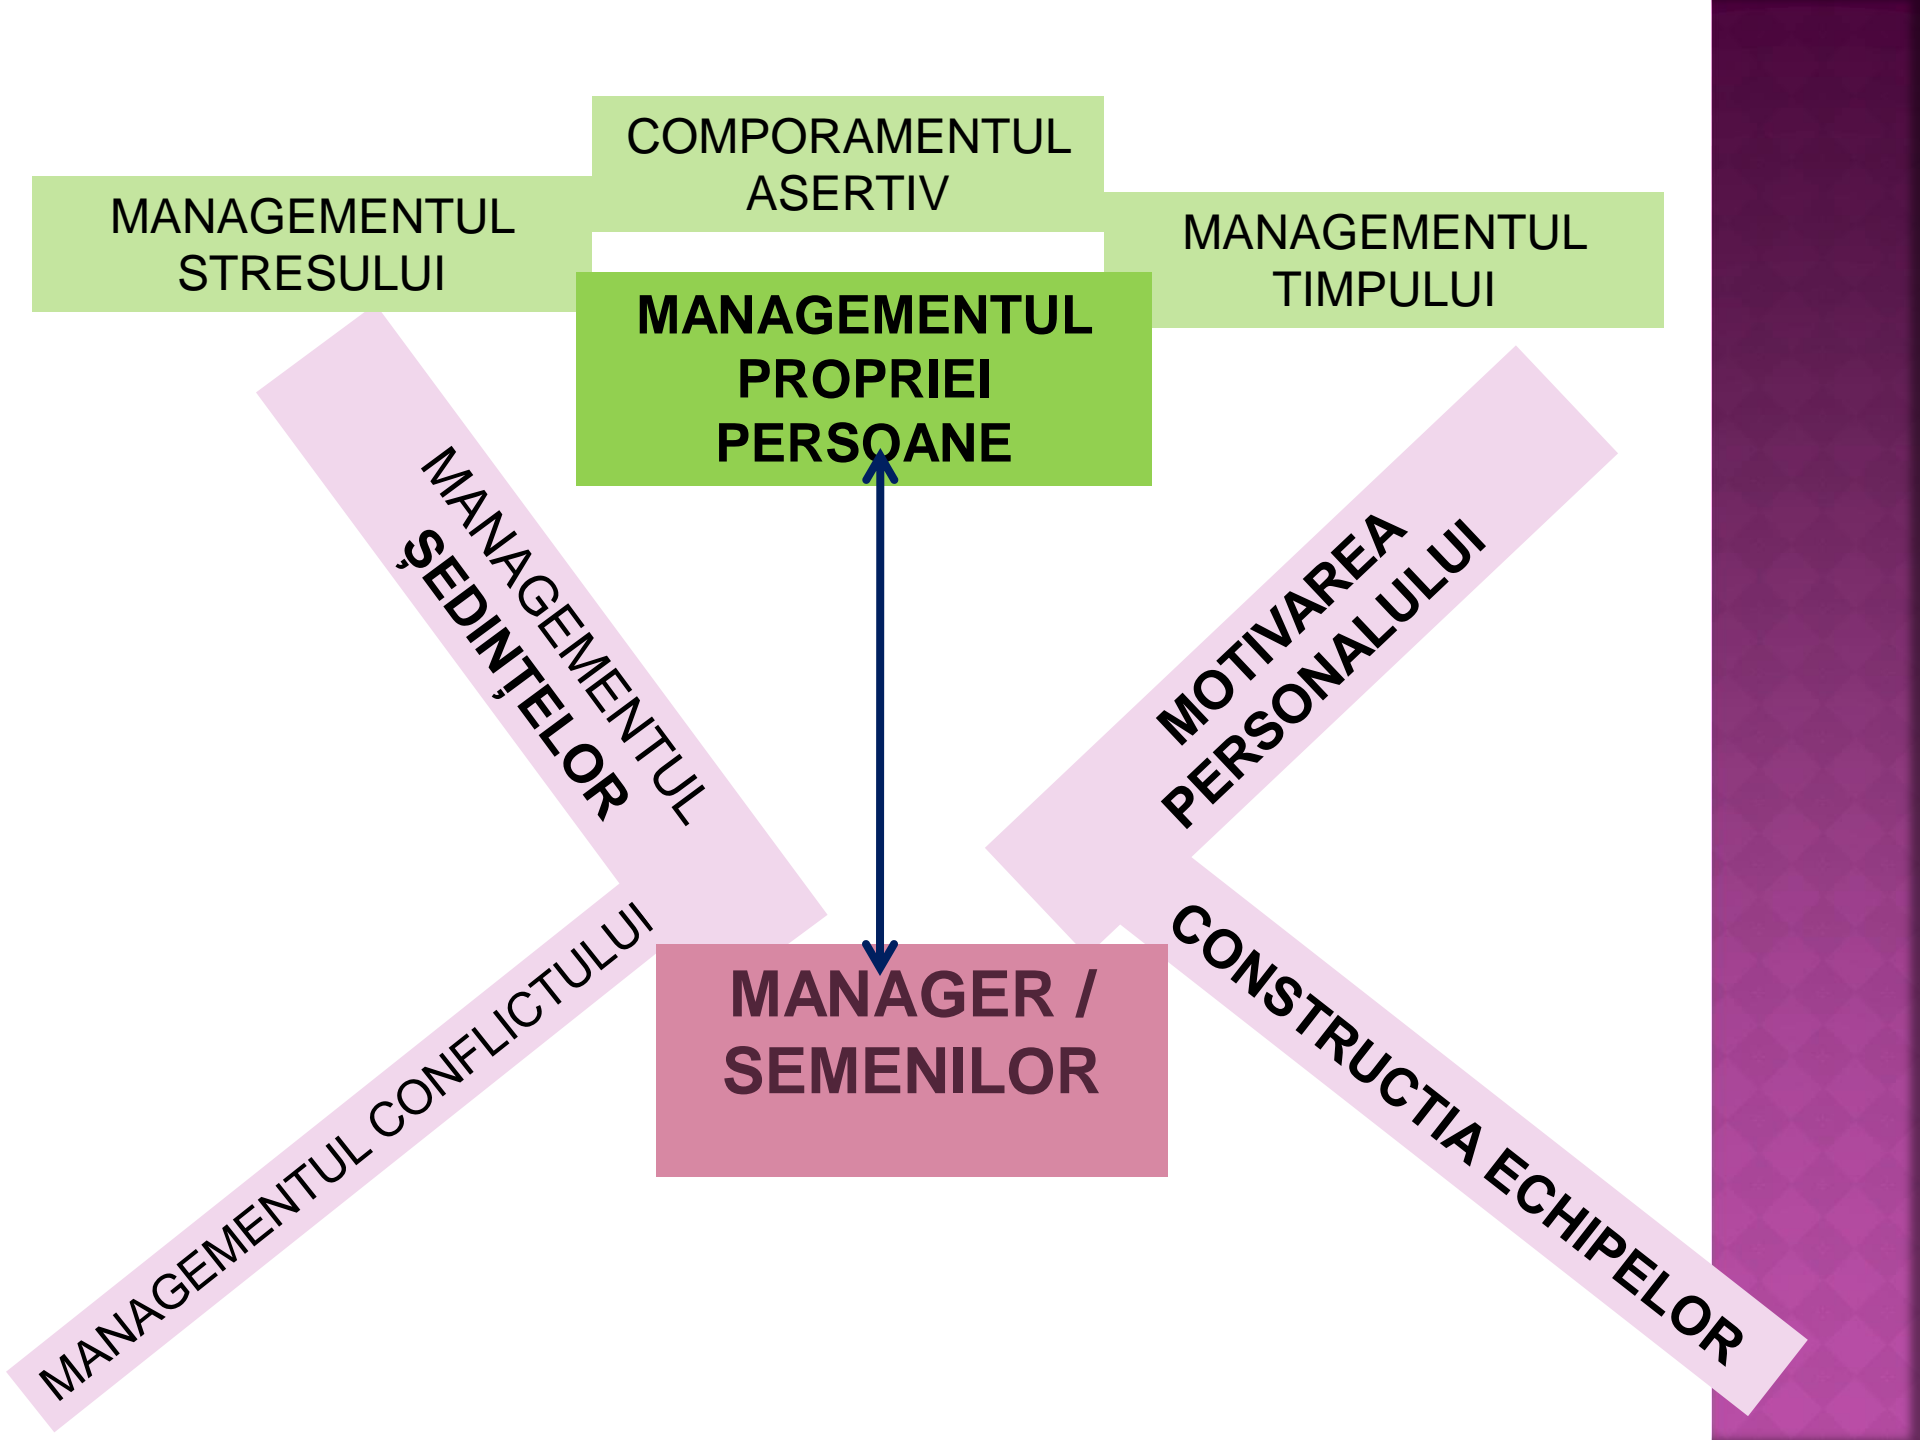 COMPORAMENTUL
ASERTIV
MANAGEMENTUL
STRESULUI
MANAGEMENTUL
TIMPULUI
MANAGEMENTUL
PROPRIEI
PERSOANE
MANAGEMENTUL
ȘEDINȚELOR
MOTIVAREA
PERSONALULUI
MANAGEMENTUL CONFLICTULUI
MANAGER /
SEMENILOR
CONSTRUCTIA ECHIPELOR